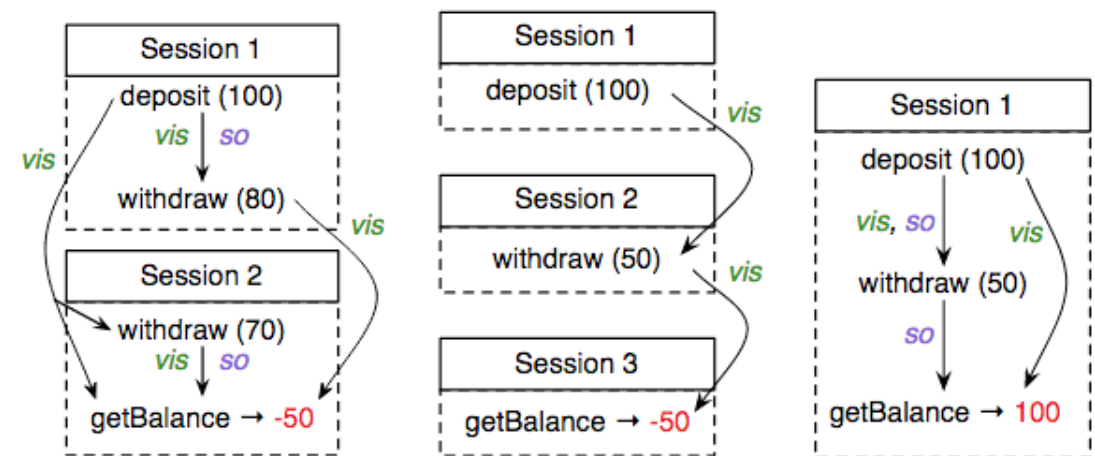 Session 1
deposit (100)
vis so
vis
withdraw (80)
vis
Session 2
withdraw (70)
vis so
getBalance → -50
Session 1
deposit (100)
vis
Session 2
withdraw (50)
vis
Session 3
getBalance → -50
Session 1
deposit (100)
vis, so
vis
withdraw (50)
so
getBalance → 100